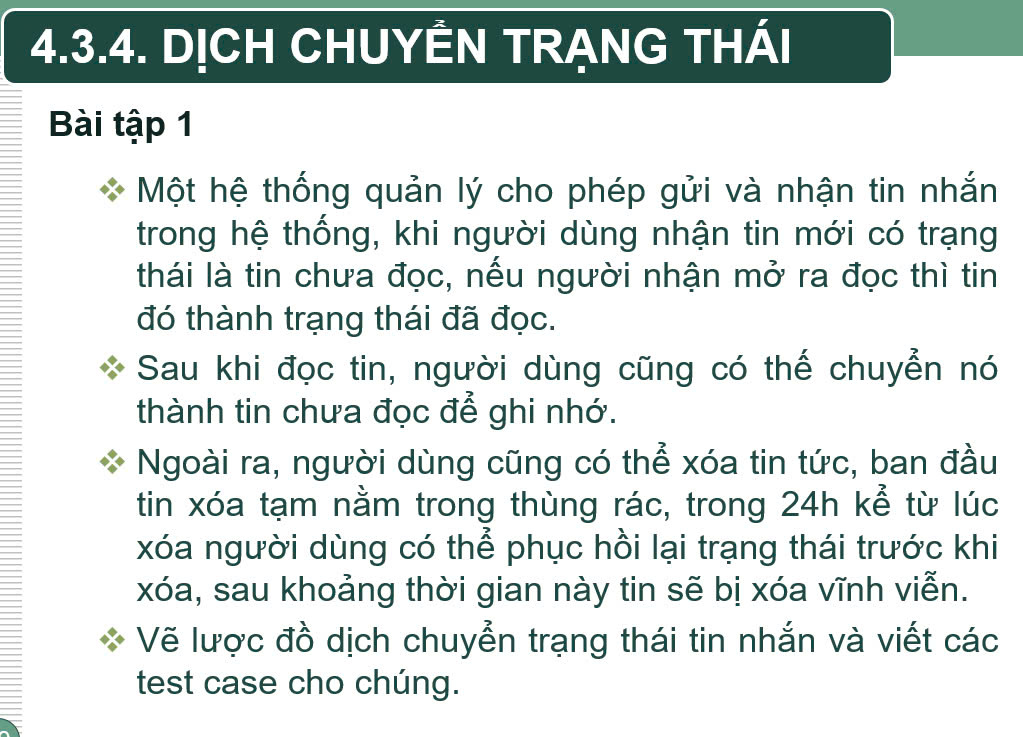 4.3.4. DỊCH CHUYỂN TRẠNG THÁI
Bài tập 1
Một hệ thống quản lý cho phép gửi và nhận tin nhắn
trong hệ thống, khi người dùng nhận tin mới có trạng
thái là tin chưa đọc, nếu người nhận mở ra đọc thì tin
đó thành trạng thái đã đọc.
Sau khi đọc tin, người dùng cũng có thế chuyển nó
thành tin chưa đọc để ghi nhớ.
Ngoài ra, người dùng cũng có thể xóa tin tức, ban đầu
tin xóa tạm nằm trong thùng rác, trong 24h kể từ lúc
xóa người dùng có thể phục hồi lại trạng thái trước khi
xóa, sau khoảng thời gian này tin sẽ bị xóa vĩnh viễn.
Vẽ lược đồ dịch chuyển trạng thái tin nhắn và viết các
test case cho chúng.